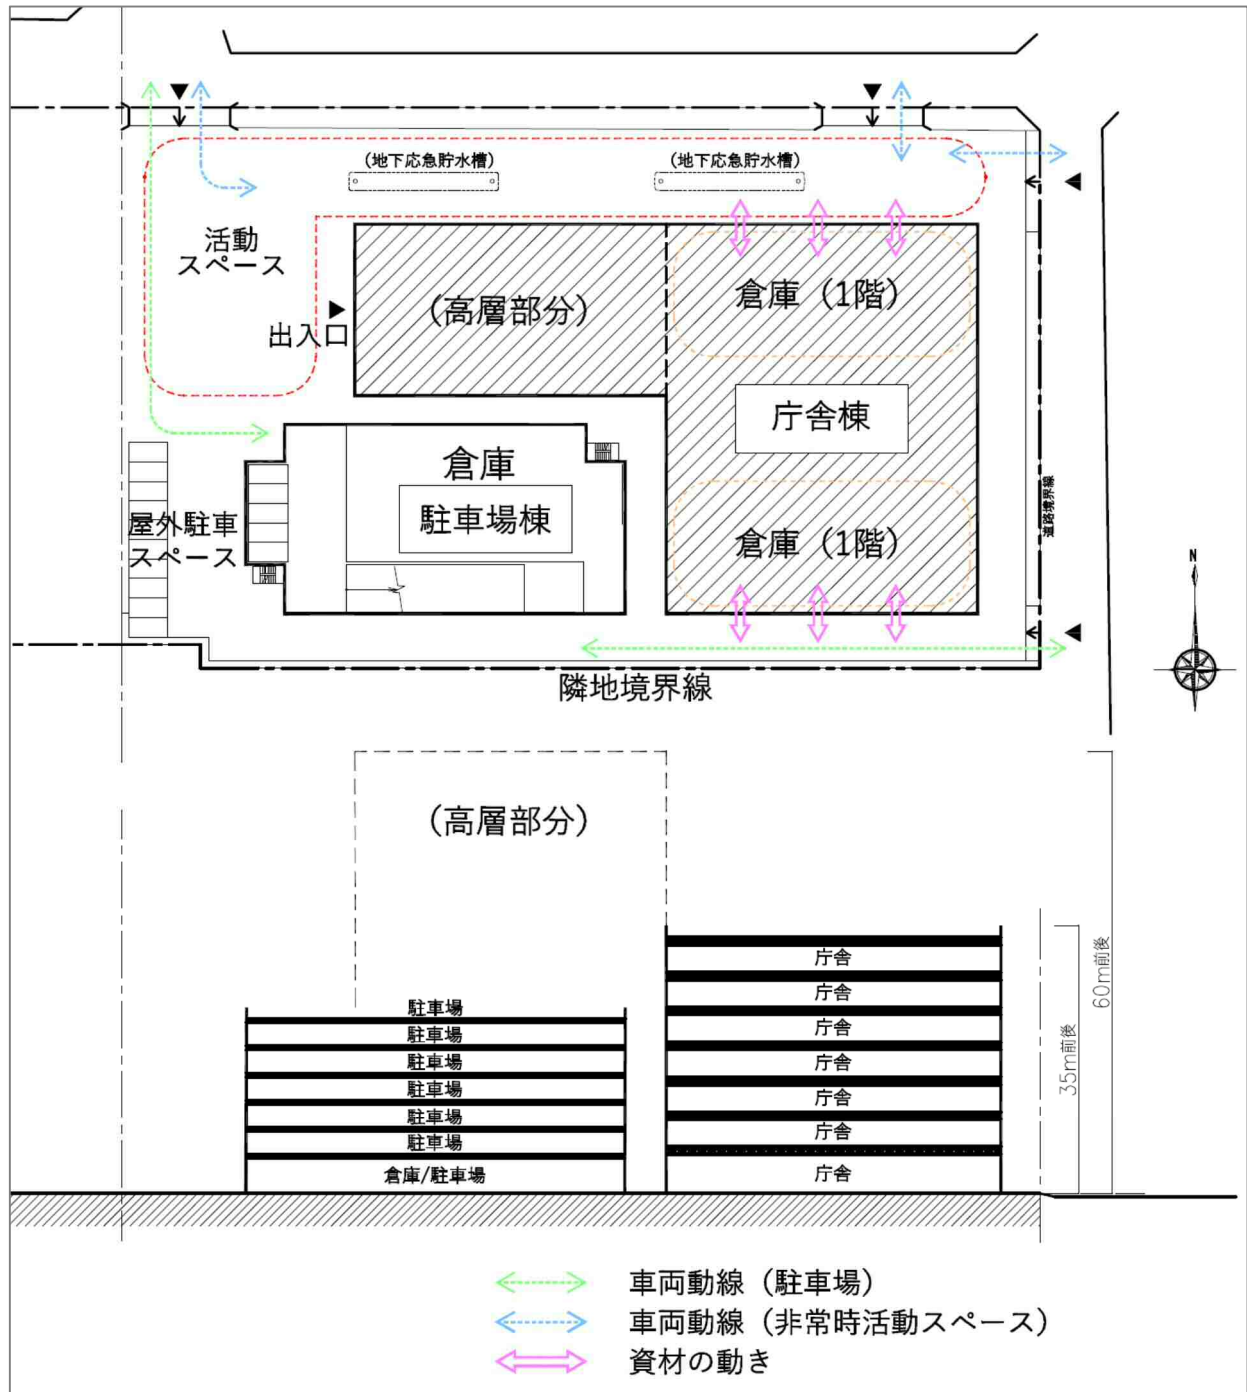 (地下応急貯水槽)
(地下応急貯水槽)
活動
スペース
(高層部分)
倉庫（1階）
出入口
庁舎棟
倉庫
駐車場棟
屋外駐車
スペース
倉庫（1階）
道路境界線
N
隣地境界線
(高層部分)
60m前後
35m前後
庁舎
庁舎
庁舎
庁舎
庁舎
庁舎
庁舎
駐車場
駐車場
駐車場
駐車場
駐車場
駐車場
倉庫/駐車場
車両動線（駐車場）
車両動線（非常時活動スペース）
資材の動き